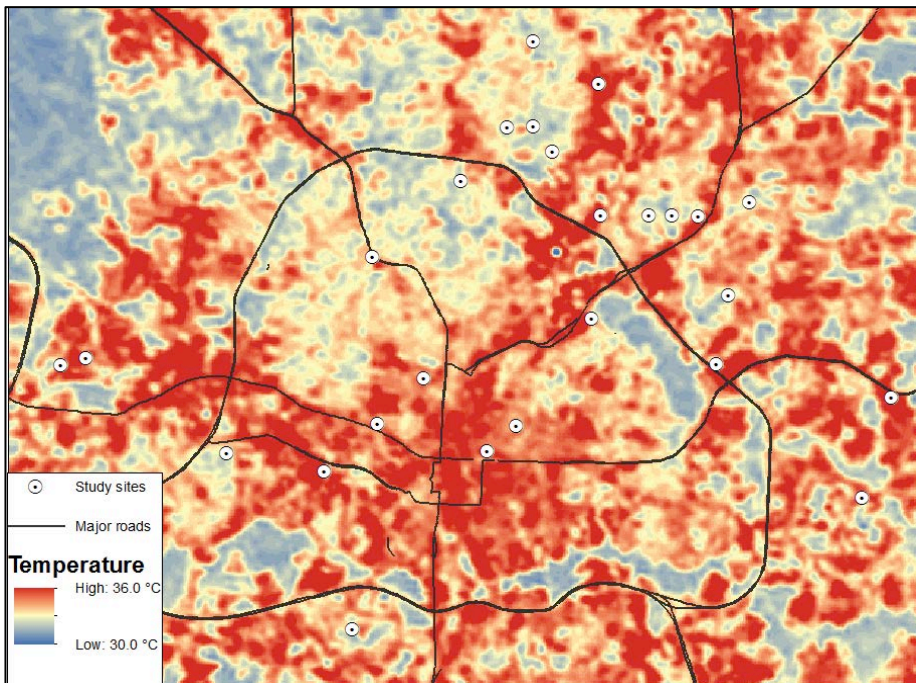 Study sites
Major roads
Temperature
High: 36.0 °C
Low: 30.0 °C